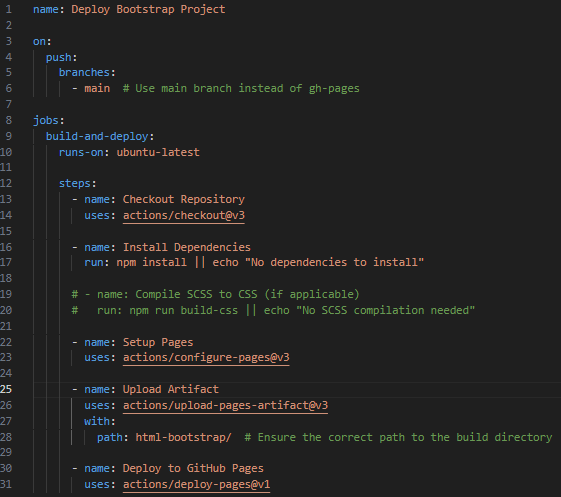 1 name: Deploy Bootstrap Project
2
3 on:
4   push:
5     branches:
6       - main  # Use main branch instead of gh-pages
7
8 jobs:
9   build-and-deploy:
10     runs-on: ubuntu-latest
11
12     steps:
13       - name: Checkout Repository
14         uses: actions/checkout@v3
15
16       - name: Install Dependencies
17         run: npm install || echo "No dependencies to install"
18
19       # - name: Compile SCSS to CSS (if applicable)
20       #   run: npm run build-css || echo "No SCSS compilation needed"
21
22       - name: Setup Pages
23         uses: actions/configure-pages@v3
24
25       - name: Upload Artifact
26         uses: actions/upload-pages-artifact@v3
27         with:
28           path: html-bootstrap/  # Ensure the correct path to the build directory
29
30       - name: Deploy to GitHub Pages
31         uses: actions/deploy-pages@v1